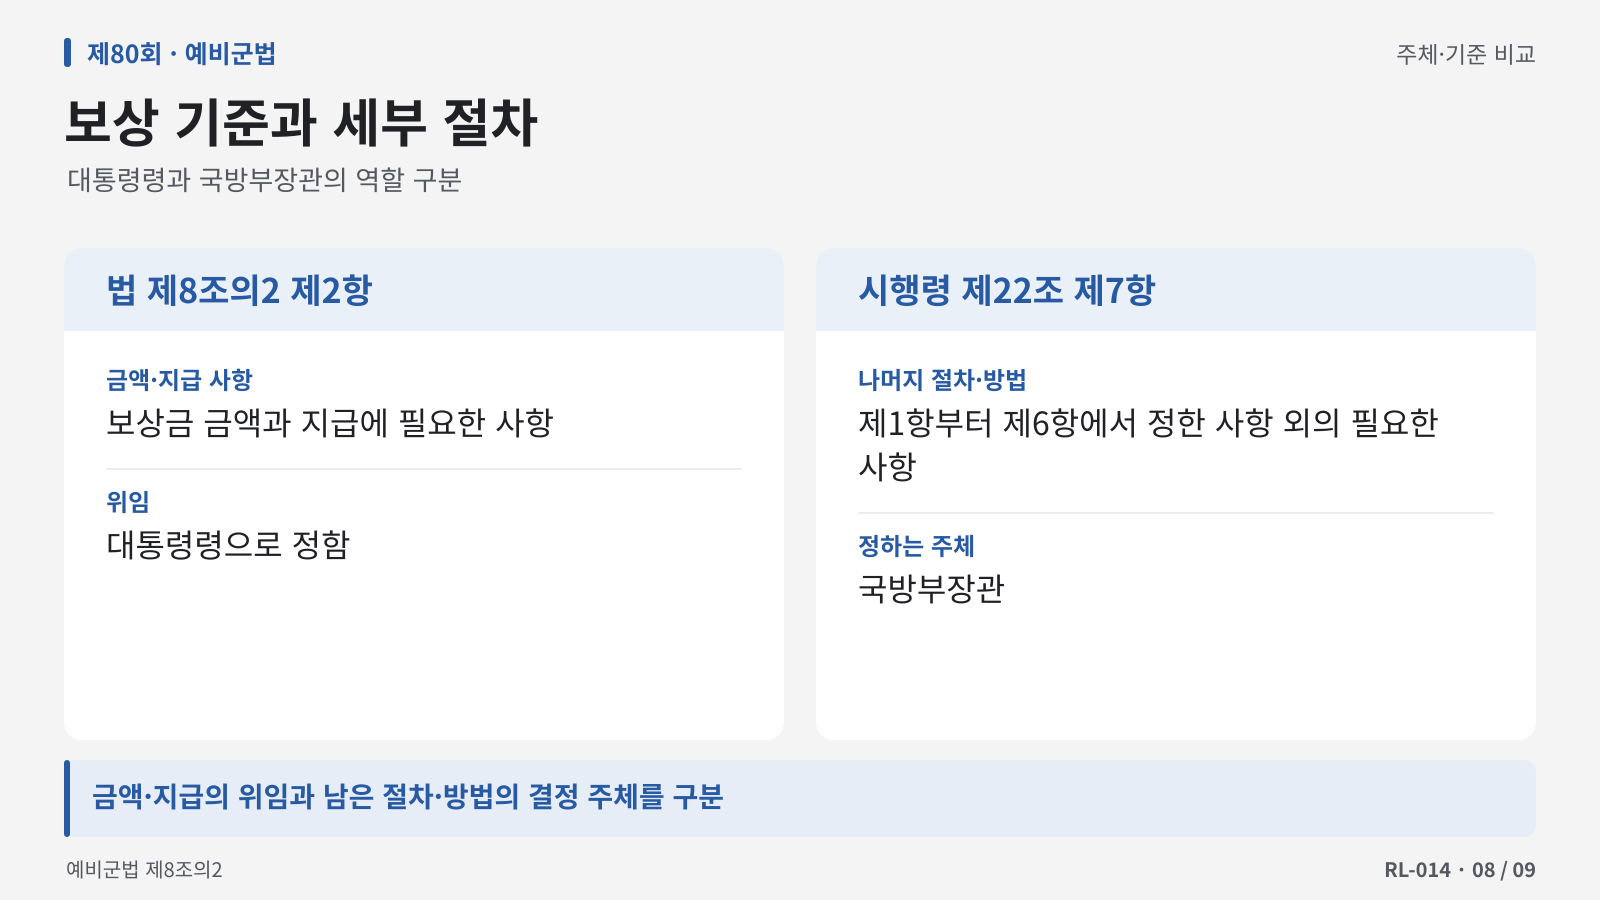 제80회 · 예비군법
주체·기준 비교
보상 기준과 세부 절차
대통령령과 국방부장관의 역할 구분
법 제8조의2 제2항
금액·지급 사항
보상금 금액과 지급에 필요한 사항
위임
대통령령으로 정함
시행령 제22조 제7항
나머지 절차·방법
제1항부터 제6항에서 정한 사항 외의 필요한
사항
정하는 주체
국방부장관
금액·지급의 위임과 남은 절차·방법의 결정 주체를 구분
예비군법 제8조의2
RL-014 · 08 / 09